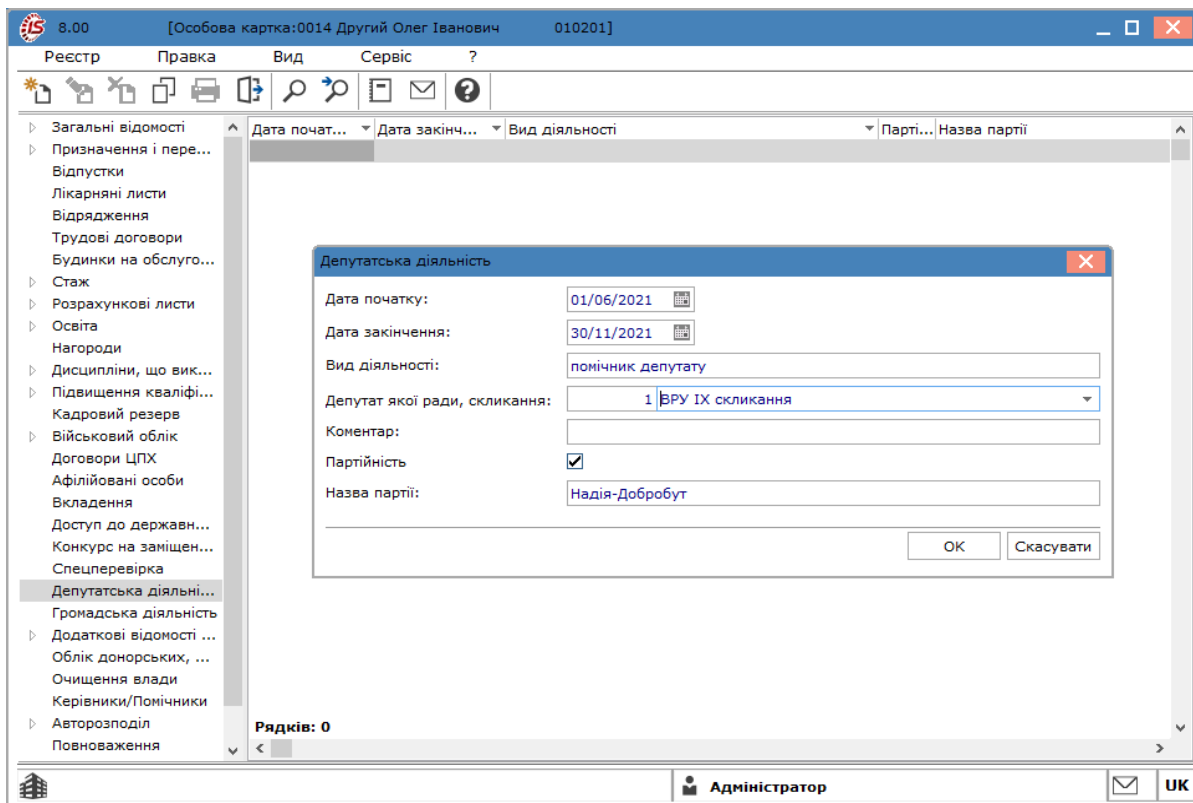 iS 8.00 [Особова картка:0014 Другий Олег Іванович 010201]
Реєстр Правка Вид Сервіс ?
Загальні відомості
Призначення і пере...
Відпустки
Лікарняні листи
Відрядження
Трудові договори
Будинки на обслуго...
Стаж
Розрахункові листи
Освіта
Нагороди
Дисципліни, що вик...
Підвищення кваліфі...
Кадровий резерв
Військовий облік
Договори ЦПХ
Афілійовані особи
Вкладення
Доступ до державн...
Конкурс на заміщен...
Спецперевірка
Депутатська діяльні...
Громадська діяльність
Додаткові відомості ...
Облік донорських, ...
Очищення влади
Керівники/Помічники
Авторозподіл
Повноваження
Дата почат... Дата закінч... Вид діяльності Парті... Назва партії
Депутатська діяльність
Дата початку: 01/06/2021
Дата закінчення: 30/11/2021
Вид діяльності: помічник депутату
Депутат якої ради, скликання: 1 ВРУ IX скликання
Коментар:
Партійність
Назва партії: Надія-Добробут
OK Скасувати
Рядків: 0
Адміністратор UK